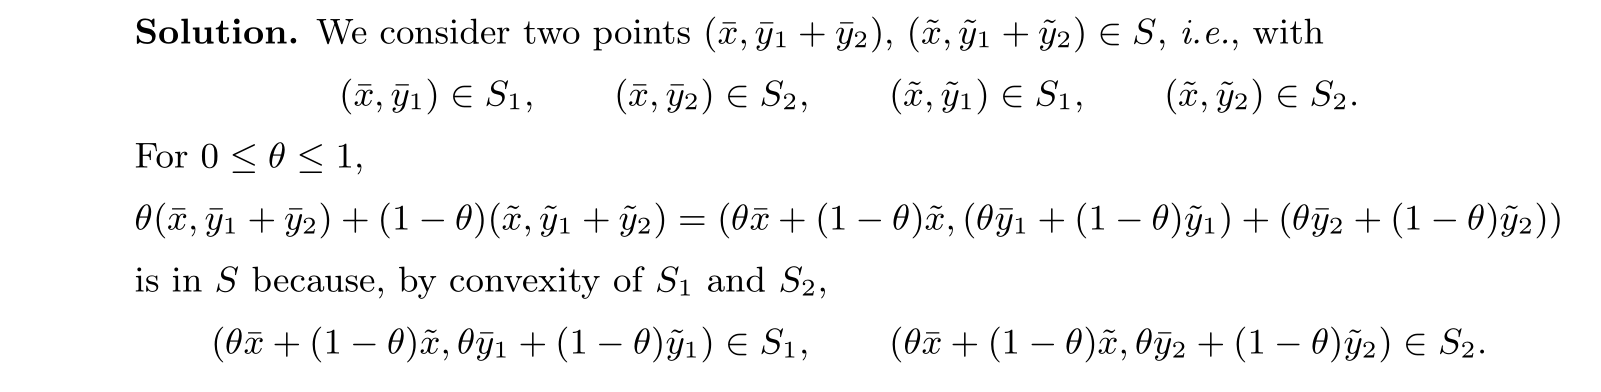 Solution. We consider two points (x̄, ȳ₁ + ȳ₂), (x̃, ỹ₁ + ỹ₂) ∈ S, i.e., with
(x̄, ȳ₁) ∈ S₁, (x̄, ȳ₂) ∈ S₂, (x̃, ỹ₁) ∈ S₁, (x̃, ỹ₂) ∈ S₂.
For 0 ≤ θ ≤ 1,
θ(x̄, ȳ₁ + ȳ₂) + (1 − θ)(x̃, ỹ₁ + ỹ₂) = (θx̄ + (1 − θ)x̃, (θȳ₁ + (1 − θ)ỹ₁) + (θȳ₂ + (1 − θ)ỹ₂))
is in S because, by convexity of S₁ and S₂,
(θx̄ + (1 − θ)x̃, θȳ₁ + (1 − θ)ỹ₁) ∈ S₁, (θx̄ + (1 − θ)x̃, θȳ₂ + (1 − θ)ỹ₂) ∈ S₂.